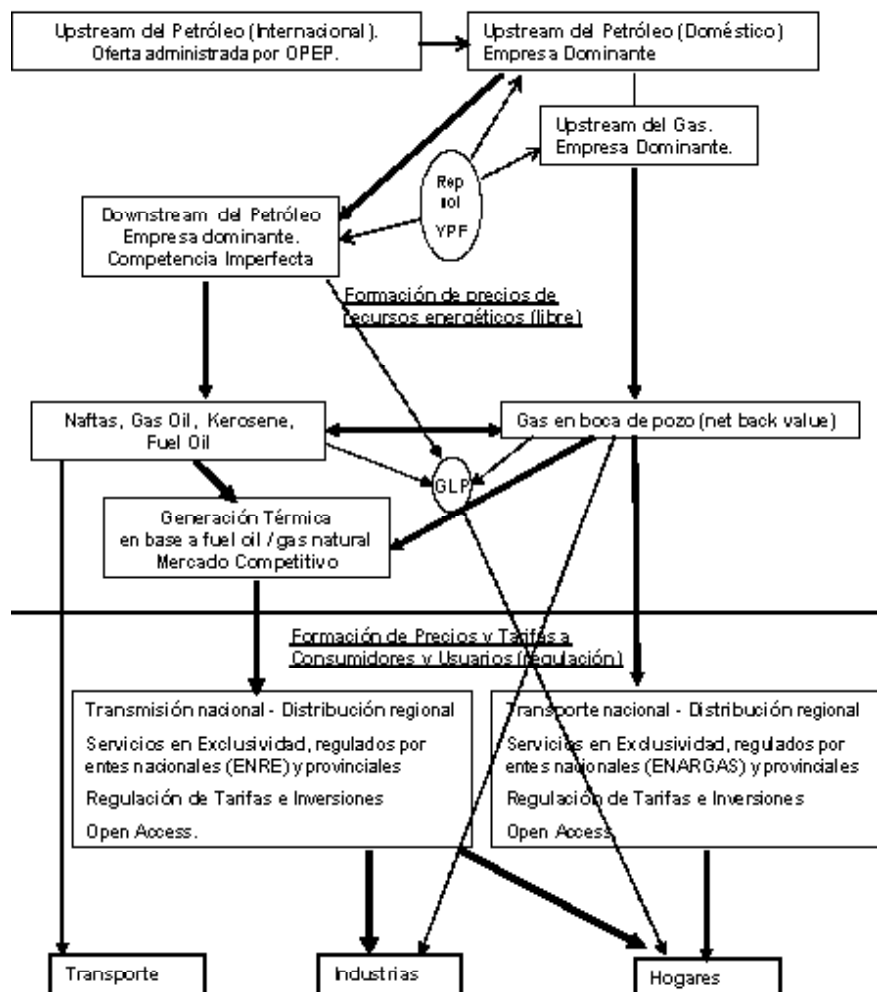 Upstream del Petróleo (Internacional).
Oferta administrada por OPEP.
Upstream del Petróleo (Doméstico)
Empresa Dominante
Upstream del Gas.
Empresa Dominante.
Rep
sol
YPF
Downstream del Petróleo
Empresa dominante.
Competencia Imperfecta
Formación de precios de
recursos energéticos (libre)
Naftas, Gas Oil, Kerosene,
Fuel Oil
Gas en boca de pozo (net back value)
GLP
Generación Térmica
en base a fuel oil / gas natural
Mercado Competitivo
Formación de Precios y Tarifas a
Consumidores y Usuarios (regulación)
Transmisión nacional - Distribución regional
Servicios en Exclusividad, regulados por
entes nacionales (ENRE) y provinciales
Regulación de Tarifas e Inversiones
Open Access.
Transporte nacional - Distribución regional
Servicios en Exclusividad, regulados por
entes nacionales (ENARGAS) y provinciales
Regulación de Tarifas e Inversiones
Open Access.
Transporte
Industrias
Hogares